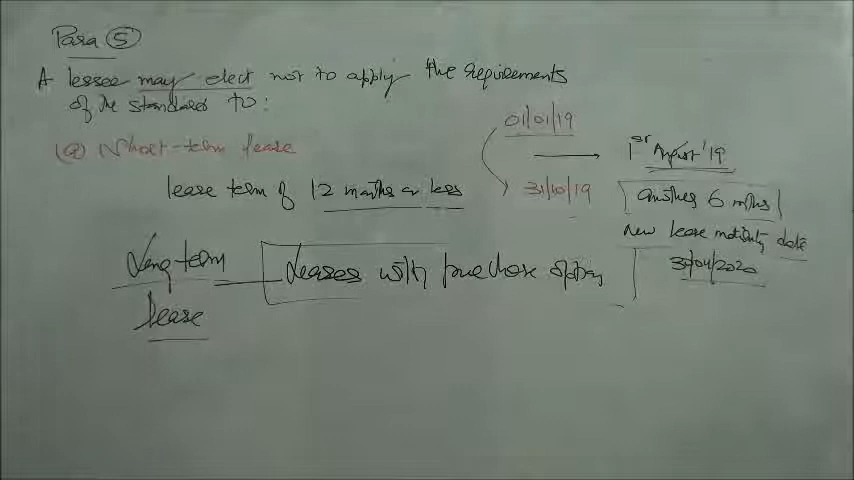 Para 5
A lessee may elect not to apply the requirements
of the standard to:
(a) Short-term lease
lease term of 12 months or less
01/01/19
31/10/19
1st August '19
another 6 mths
new lease maturity date
30/04/2020
Long-term
lease
Leases with purchase option